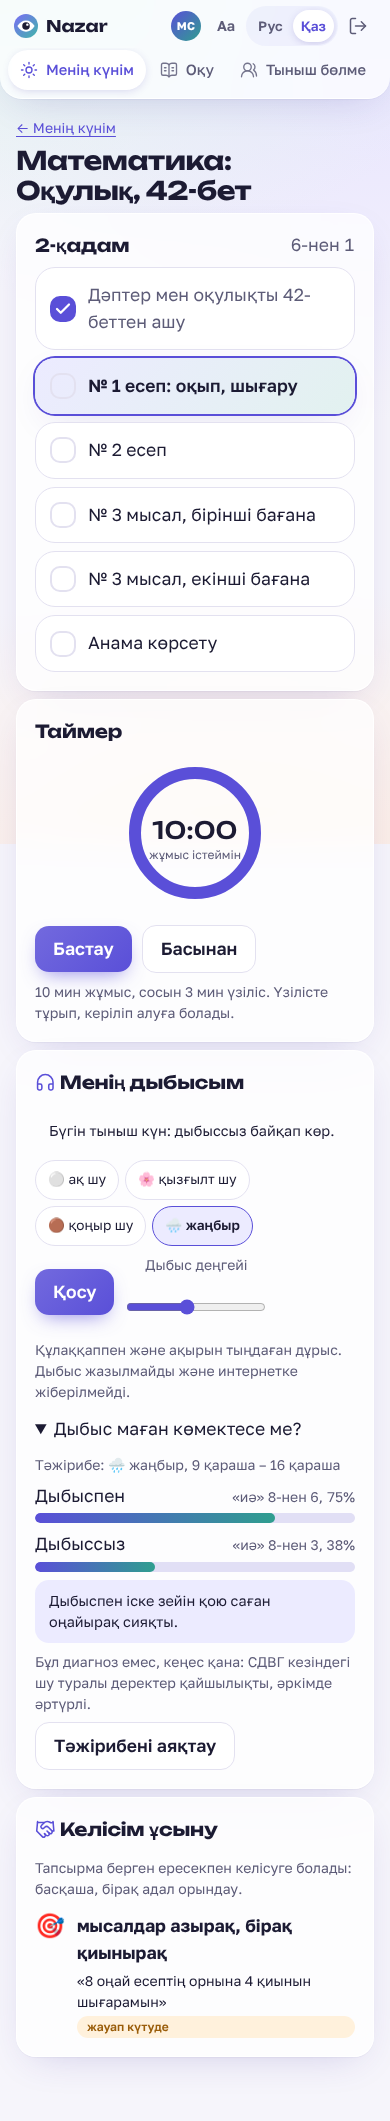 Nazar
МС Аа Рус Қаз
Менің күнім Оқу Тыныш бөлме
← Менің күнім
Математика:
Оқулық, 42-бет
2-қадам 6-нен 1
Дәптер мен оқулықты 42-
беттен ашу
№ 1 есеп: оқып, шығару
№ 2 есеп
№ 3 мысал, бірінші бағана
№ 3 мысал, екінші бағана
Анама көрсету
Таймер
10:00
жұмыс істеймін
Бастау Басынан
10 мин жұмыс, сосын 3 мин үзіліс. Үзілісте
тұрып, керіліп алуға болады.
Менің дыбысым
Бүгін тыныш күн: дыбыссыз байқап көр.
ақ шу қызғылт шу
қоңыр шу жаңбыр
Дыбыс деңгейі
Қосу
Құлаққаппен және ақырын тыңдаған дұрыс.
Дыбыс жазылмайды және интернетке
жіберілмейді.
Дыбыс маған көмектесе ме?
Тәжірибе: жаңбыр, 9 қараша – 16 қараша
Дыбыспен «иә» 8-нен 6, 75%
Дыбыссыз «иә» 8-нен 3, 38%
Дыбыспен іске зейін қою саған
оңайырақ сияқты.
Бұл диагноз емес, кеңес қана: СДВГ кезіндегі
шу туралы деректер қайшылықты, әркімде
әртүрлі.
Тәжірибені аяқтау
Келісім ұсыну
Тапсырма берген ересекпен келісуге болады:
басқаша, бірақ адал орындау.
мысалдар азырақ, бірақ
қиынырақ
«8 оңай есептің орнына 4 қиынын
шығарамын»
жауап күтуде